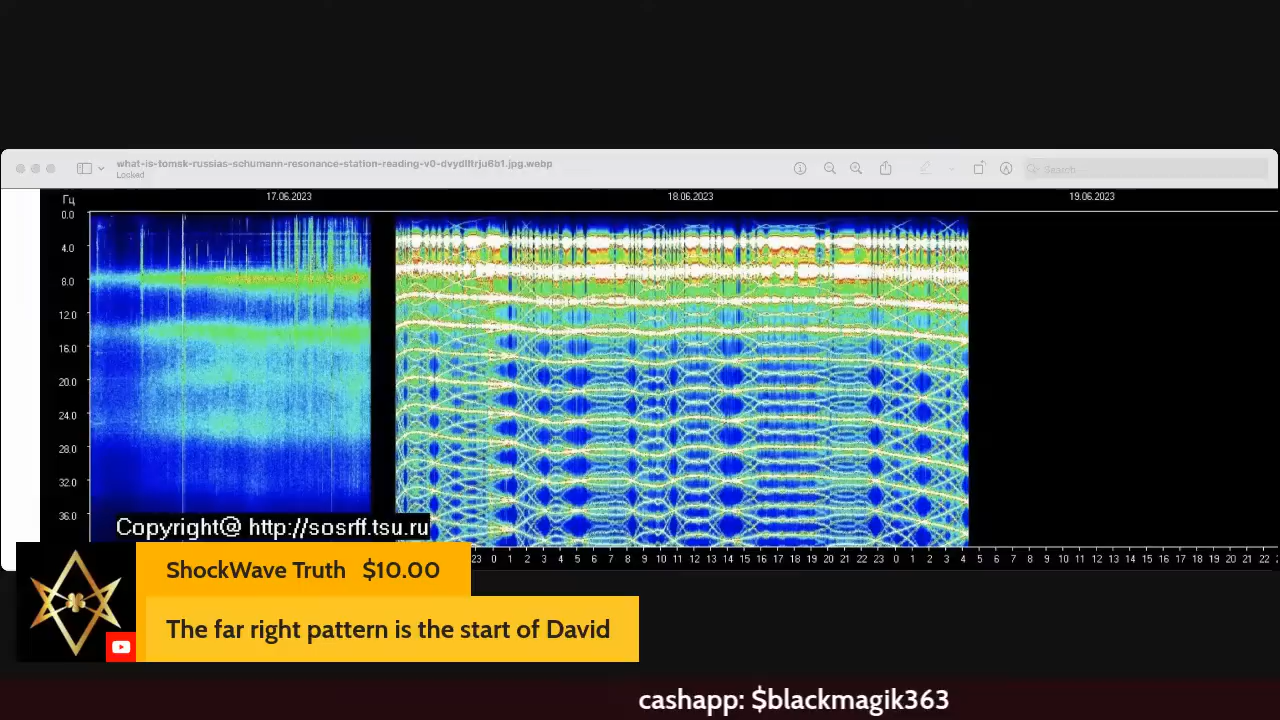 what-is-tomsk-russias-schumann-resonance-station-reading-v0-dvydlftrju6b1.jpg.webp
Locked
Search
Гц 17.06.2023 18.06.2023 19.06.2023
0.0
4.0
8.0
12.0
16.0
20.0
24.0
28.0
32.0
36.0
Copyright@ http://sosrff.tsu.ru
23 0 1 2 3 4 5 6 7 8 9 10 11 12 13 14 15 16 17 18 19 20 21 22 23 0 1 2 3 4 5 6 7 8 9 10 11 12 13 14 15 16 17 18 19 20 21 22
ShockWave Truth $10.00
The far right pattern is the start of David
cashapp: $blackmagik363